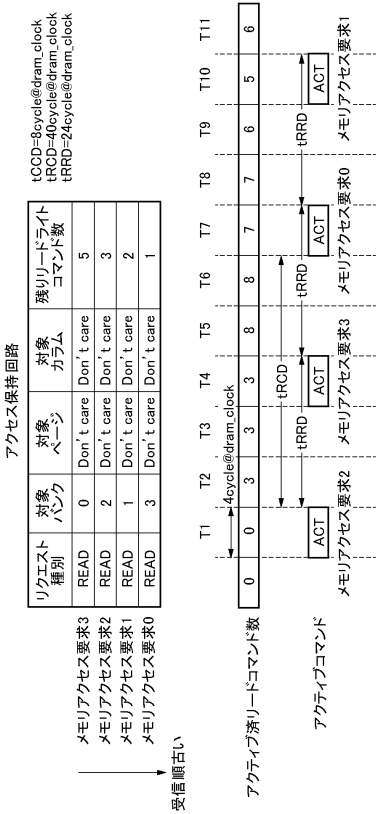 アクセス保持 回路
リクエスト種別 対象バンク 対象ページ 対象カラム 残りリードライトコマンド数
メモリアクセス要求3 READ 0 Don't care Don't care 5
メモリアクセス要求2 READ 2 Don't care Don't care 3
メモリアクセス要求1 READ 1 Don't care Don't care 2
メモリアクセス要求0 READ 3 Don't care Don't care 1
受信順古い
tCCD=8cycle@dram_clock
tRCD=40cycle@dram_clock
tRRD=24cycle@dram_clock
T1 T2 T3 T4 T5 T6 T7 T8 T9 T10 T11
4cycle@dram_clock
アクティブ済リードコマンド数 0 0 3 3 3 8 8 7 7 6 5 6
tRCD
tRRD tRRD tRRD
アクティブコマンド ACT ACT ACT ACT
メモリアクセス要求2 メモリアクセス要求3 メモリアクセス要求0 メモリアクセス要求1